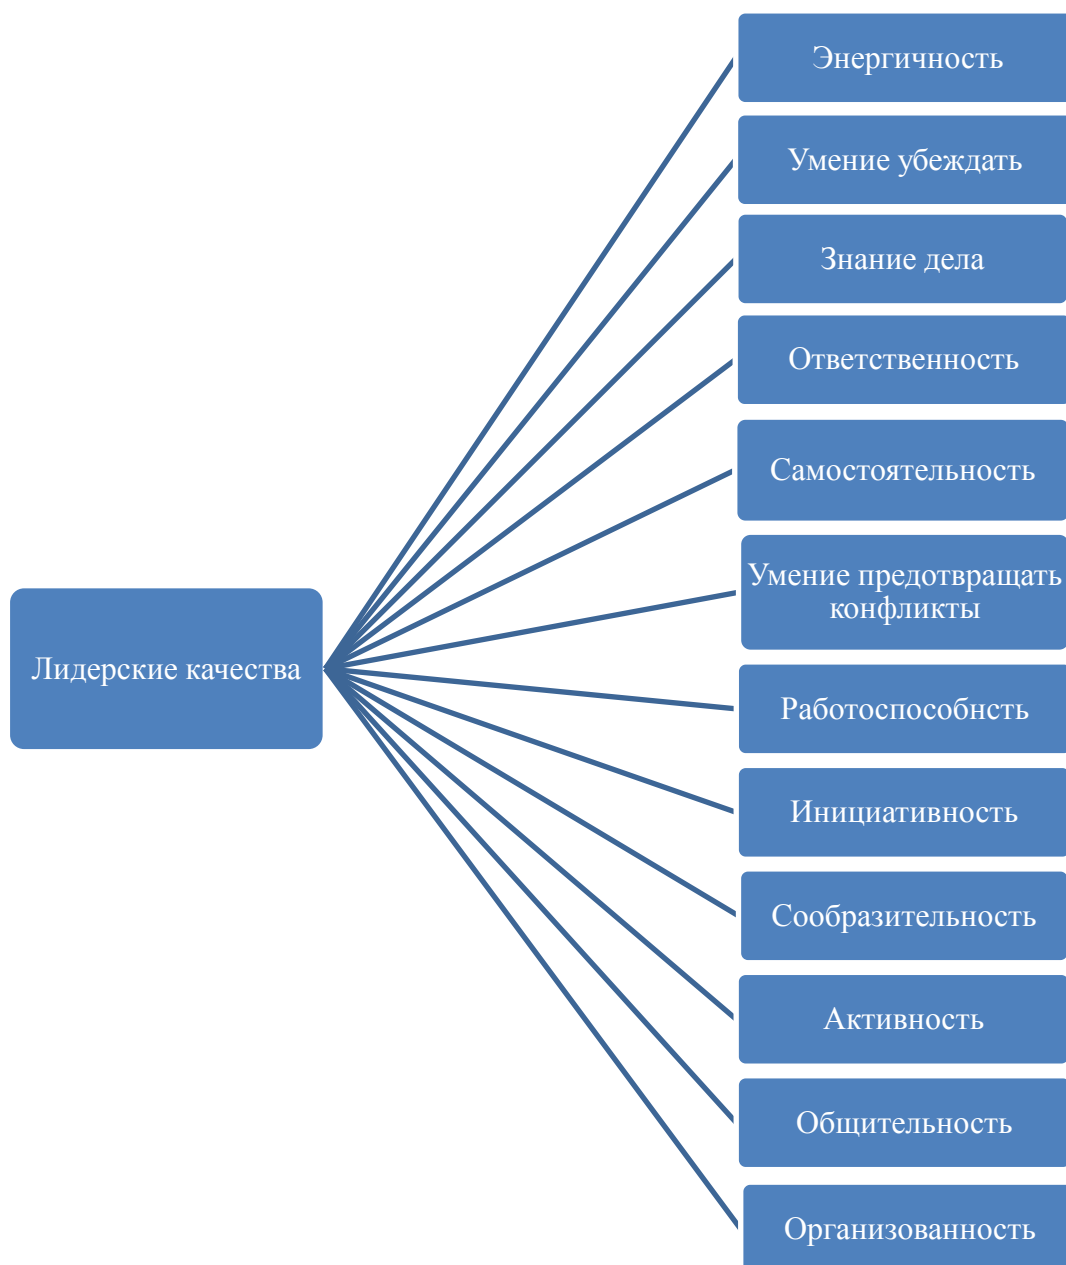 Энергичность
Умение убеждать
Знание дела
Ответственность
Самостоятельность
Умение предотвращать
конфликты
Лидерские качества
Работоспособнсть
Инициативность
Сообразительность
Активность
Общительность
Организованность